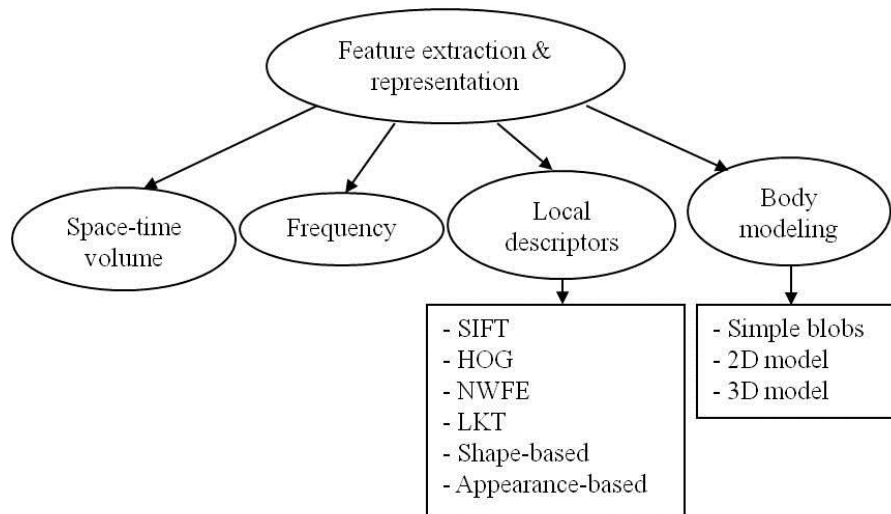 Feature extraction &
representation
Space-time
volume
Frequency
Local
descriptors
Body
modeling
- SIFT
- HOG
- NWFE
- LKT
- Shape-based
- Appearance-based
- Simple blobs
- 2D model
- 3D model